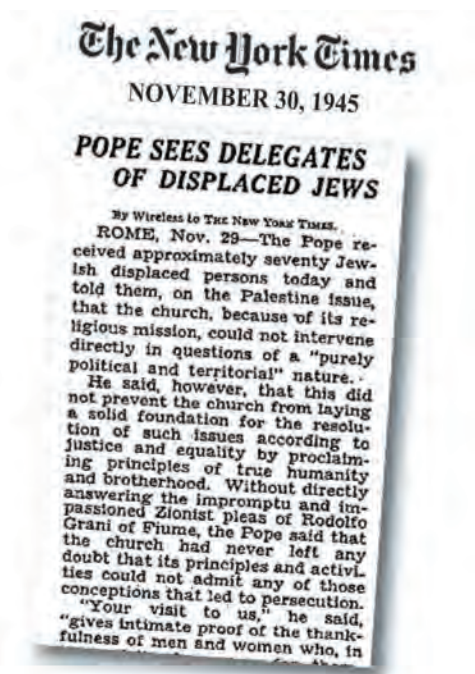 The New York Times
NOVEMBER 30, 1945
POPE SEES DELEGATES
OF DISPLACED JEWS
By Wireless to THE NEW YORK TIMES.
ROME, Nov. 29—The Pope re-
ceived approximately seventy Jew-
ish displaced persons today and
told them, on the Palestine issue,
that the church, because of its re-
ligious mission, could not intervene
directly in questions of a "purely
political and territorial" nature.
He said, however, that this did
not prevent the church from laying
a solid foundation for the resolu-
tion of such issues according to
justice and equality by proclaim-
ing principles of true humanity
and brotherhood. Without directly
answering the impromptu and im-
passioned Zionist pleas of Rodolfo
Grani of Fiume, the Pope said that
the church had never left any
doubt that its principles and activi-
ties could not admit any of those
conceptions that led to persecution.
"Your visit to us," he said,
"gives intimate proof of the thank-
fulness of men and women who, in